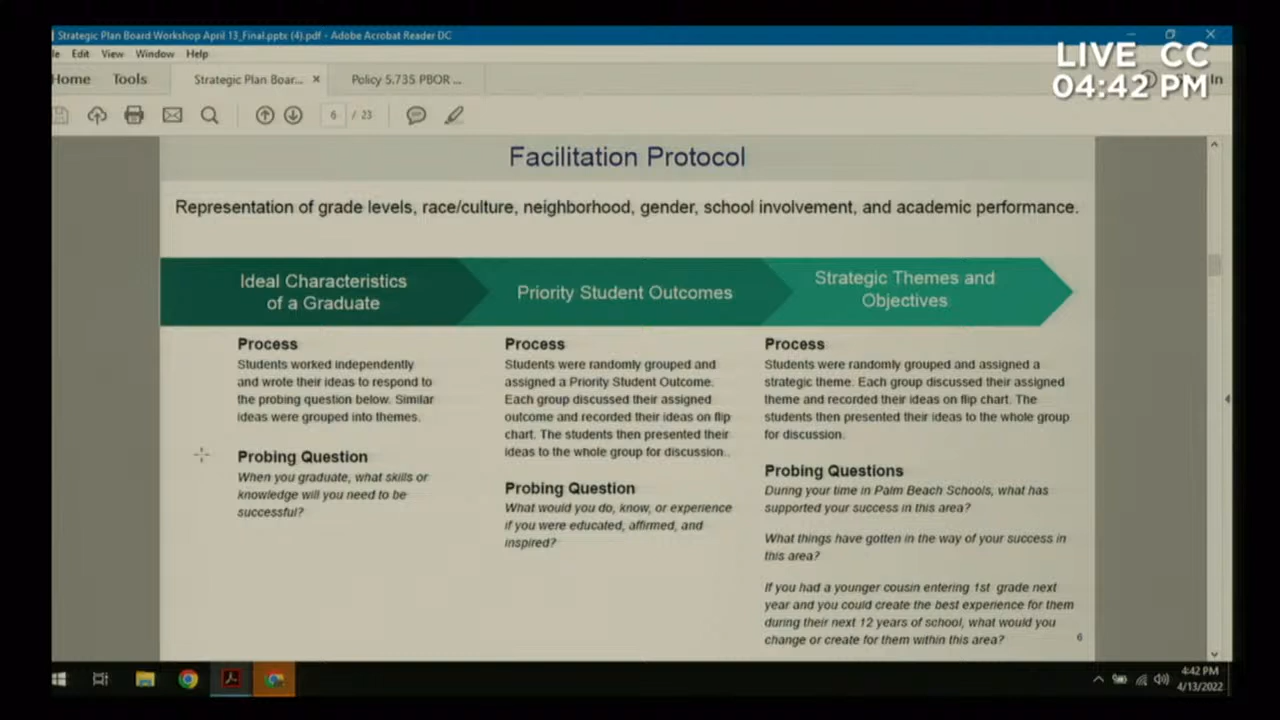 Strategic Plan Board Workshop April 13_Final.pptx (4).pdf - Adobe Acrobat Reader DC
Edit View Window Help
LIVE CC
04:42 PM
Home Tools Strategic Plan Boar... × Policy 5.735 PBOR ... In
6 / 23
Facilitation Protocol
Representation of grade levels, race/culture, neighborhood, gender, school involvement, and academic performance.
Ideal Characteristics
of a Graduate
Process
Students worked independently
and wrote their ideas to respond to
the probing question below. Similar
ideas were grouped into themes.
Probing Question
When you graduate, what skills or
knowledge will you need to be
successful?
Priority Student Outcomes
Process
Students were randomly grouped and
assigned a Priority Student Outcome.
Each group discussed their assigned
outcome and recorded their ideas on flip
chart. The students then presented their
ideas to the whole group for discussion..
Probing Question
What would you do, know, or experience
if you were educated, affirmed, and
inspired?
Strategic Themes and
Objectives
Process
Students were randomly grouped and assigned a
strategic theme. Each group discussed their assigned
theme and recorded their ideas on flip chart. The
students then presented their ideas to the whole group
for discussion.
Probing Questions
During your time in Palm Beach Schools, what has
supported your success in this area?
What things have gotten in the way of your success in
this area?
If you had a younger cousin entering 1st grade next
year and you could create the best experience for them
during their next 12 years of school, what would you
change or create for them within this area?
6
4:42 PM
4/13/2022